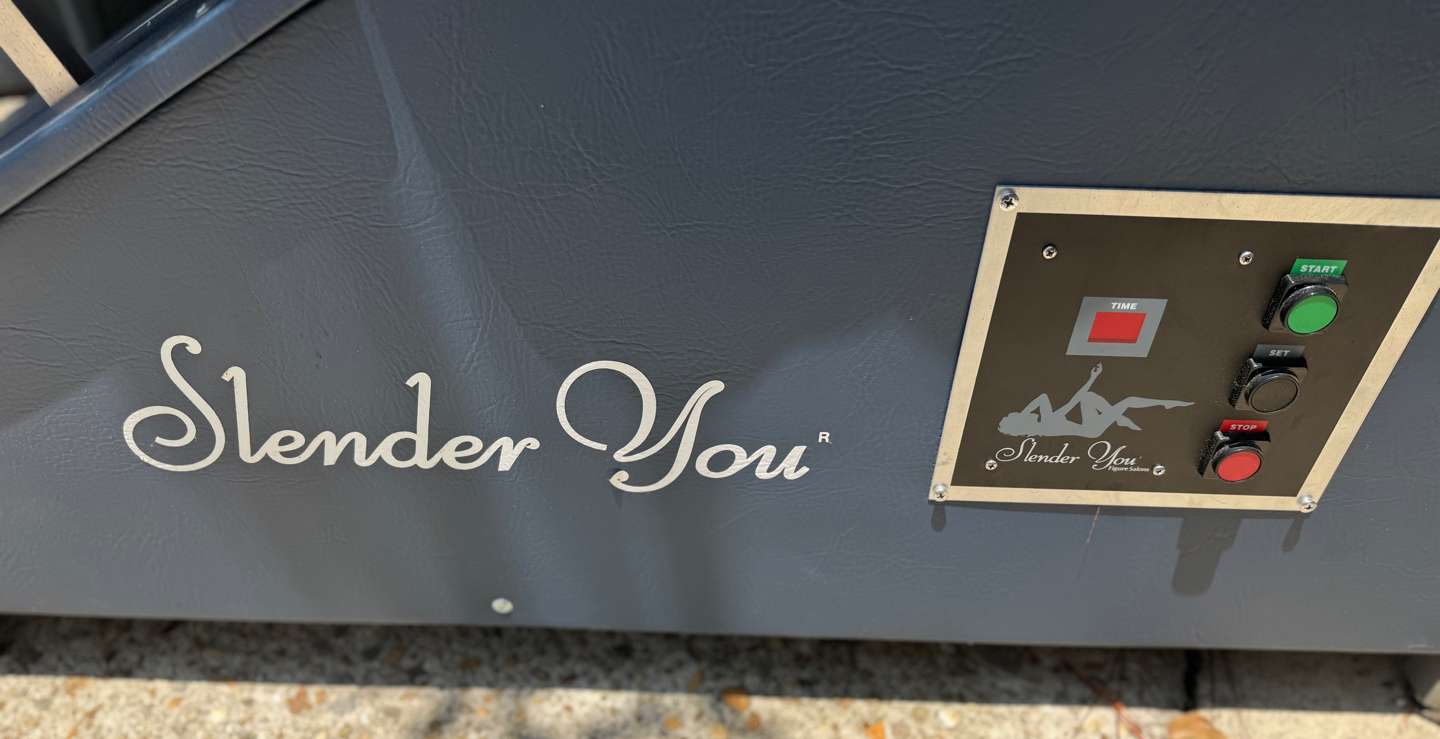 Slender You R
TIME
START
SET
STOP
Slender You
Figure Salons